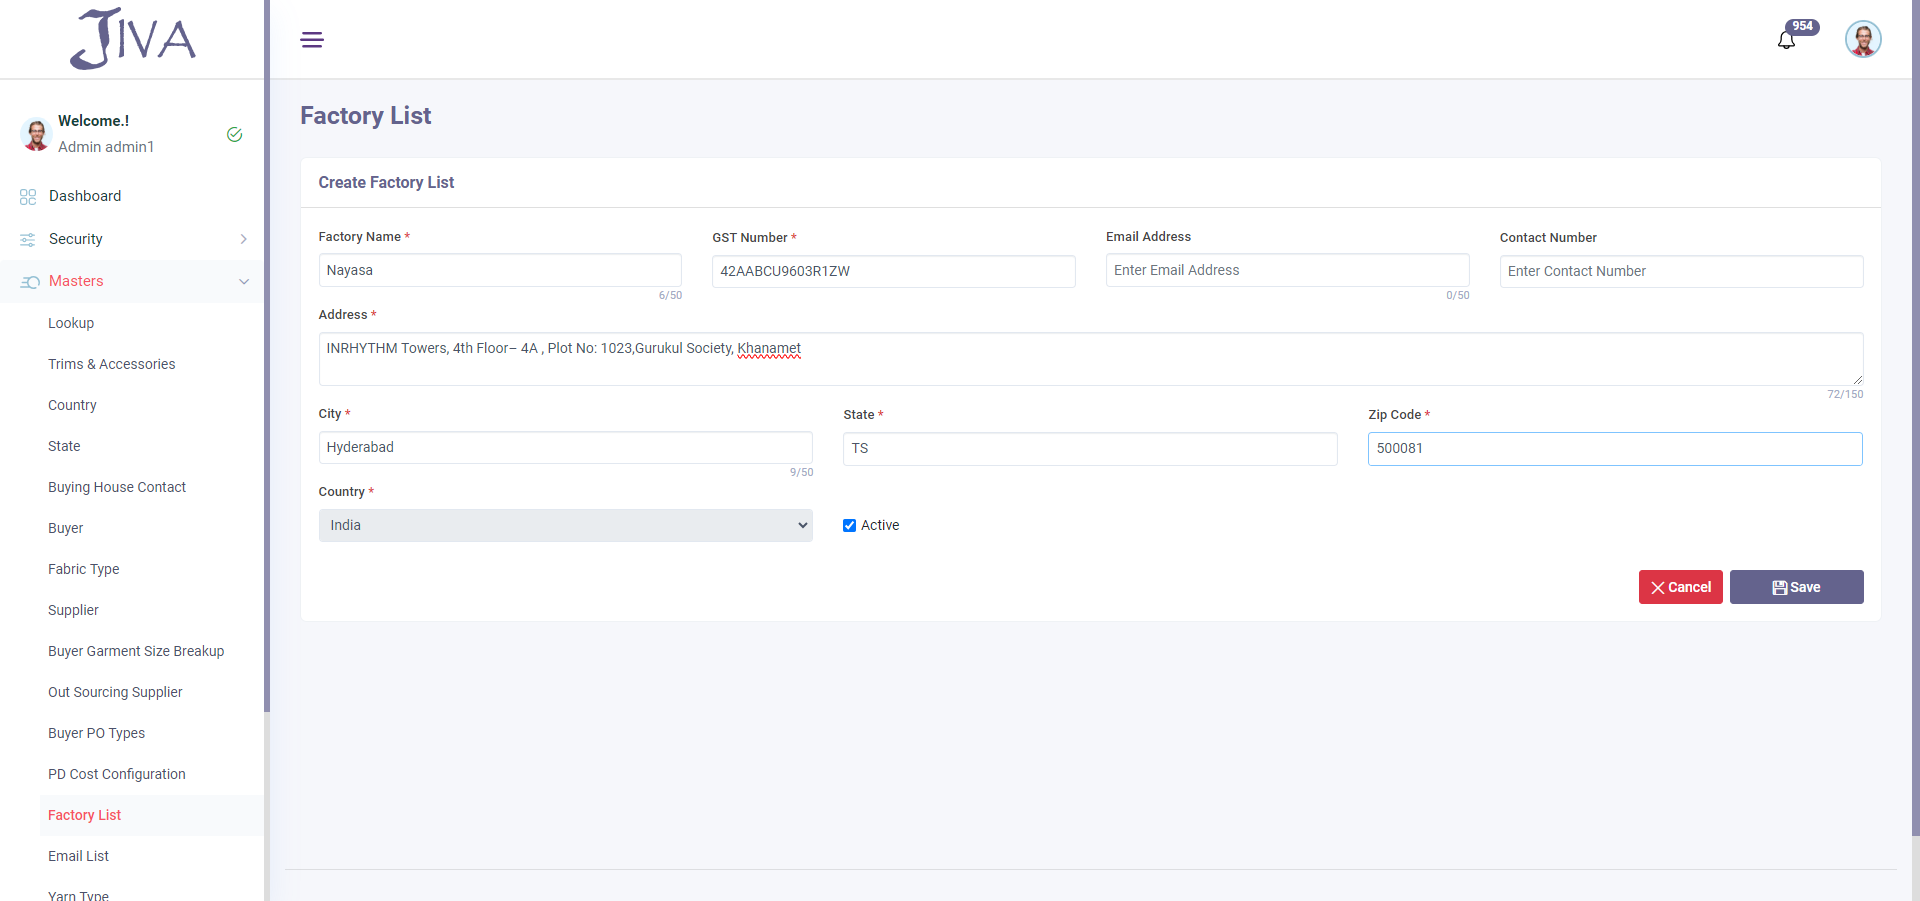 JIVA
954
Welcome.!
Admin admin1
Dashboard
Security
Masters
Lookup
Trims & Accessories
Country
State
Buying House Contact
Buyer
Fabric Type
Supplier
Buyer Garment Size Breakup
Out Sourcing Supplier
Buyer PO Types
PD Cost Configuration
Factory List
Email List
Yarn Type
Factory List
Create Factory List
Factory Name *
GST Number *
Email Address
Contact Number
Nayasa
42AABCU9603R1ZW
Enter Email Address
Enter Contact Number
6/50
0/50
Address *
INRHYTHM Towers, 4th Floor– 4A , Plot No: 1023,Gurukul Society, Khanamet
72/150
City *
State *
Zip Code *
Hyderabad
TS
500081
9/50
Country *
India
Active
Cancel
Save